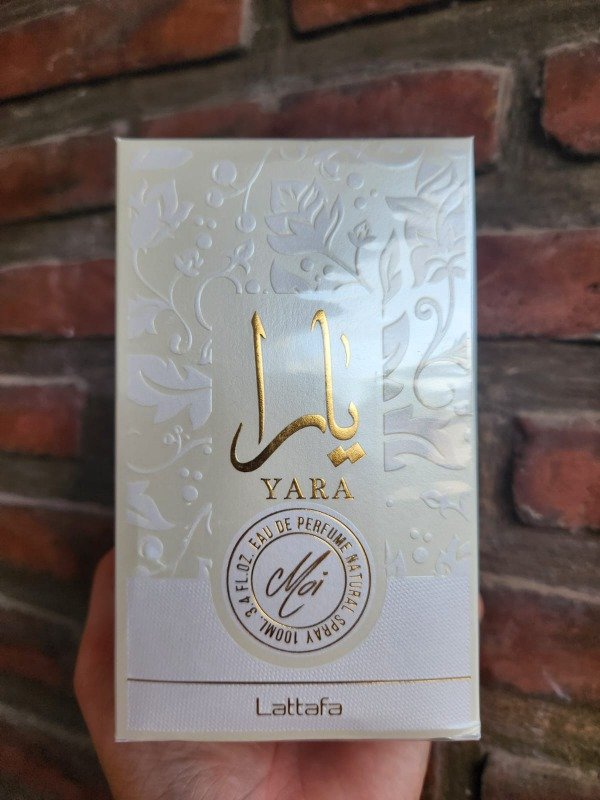 يارا
YARA
EAU DE PERFUME NATURAL SPRAY 100ML. 3.4 FL.OZ.
Moi
Lattafa